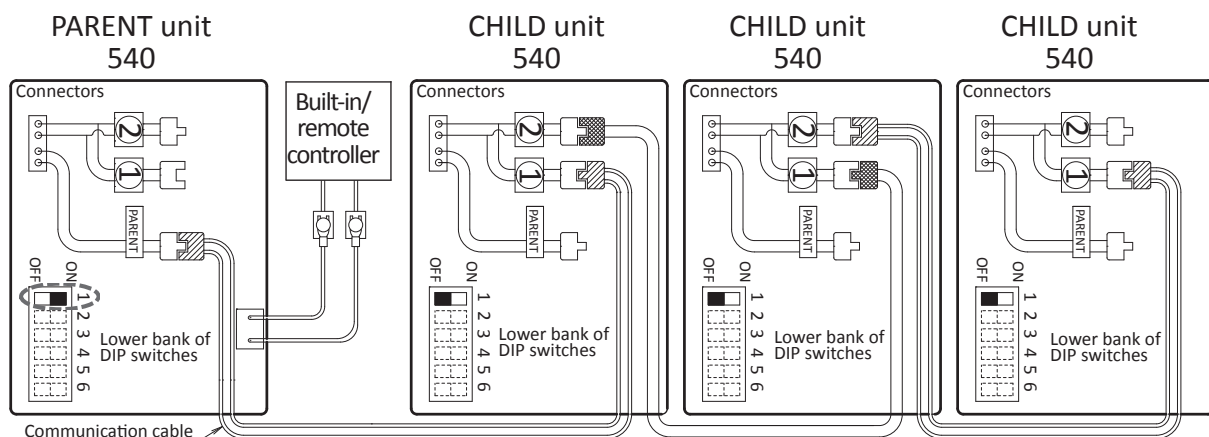 PARENT unit
540
Connectors
2
1
PARENT
OFF
ON
1
2
3
4
5
6
Lower bank of
DIP switches
Communication cable
Built-in/
remote
controller
CHILD unit
540
Connectors
2
1
PARENT
OFF
ON
1
2
3
4
5
6
Lower bank of
DIP switches
CHILD unit
540
Connectors
2
1
PARENT
OFF
ON
1
2
3
4
5
6
Lower bank of
DIP switches
CHILD unit
540
Connectors
2
1
PARENT
OFF
ON
1
2
3
4
5
6
Lower bank of
DIP switches